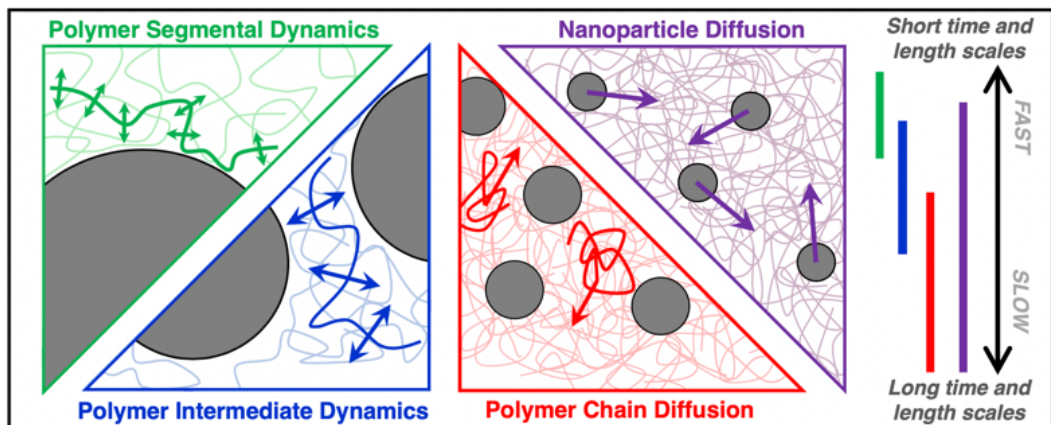 Polymer Segmental Dynamics
Nanoparticle Diffusion
Short time and
length scales
FAST
SLOW
Polymer Intermediate Dynamics
Polymer Chain Diffusion
Long time and
length scales